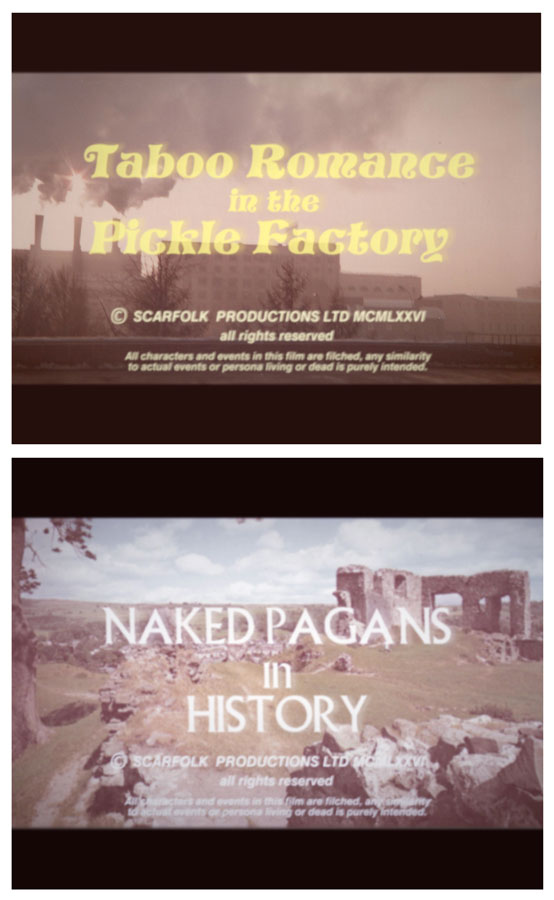 Taboo Romance
in the
Pickle Factory
© SCARFOLK PRODUCTIONS LTD MCMLXXVI
all rights reserved
All characters and events in this film are filched, any similarity
to actual events or persona living or dead is purely intended.
NAKED PAGANS
in
HISTORY
© SCARFOLK PRODUCTIONS LTD MCMLXXVI
all rights reserved
All characters and events in this film are filched, any similarity
to actual events or persona living or dead is purely intended.